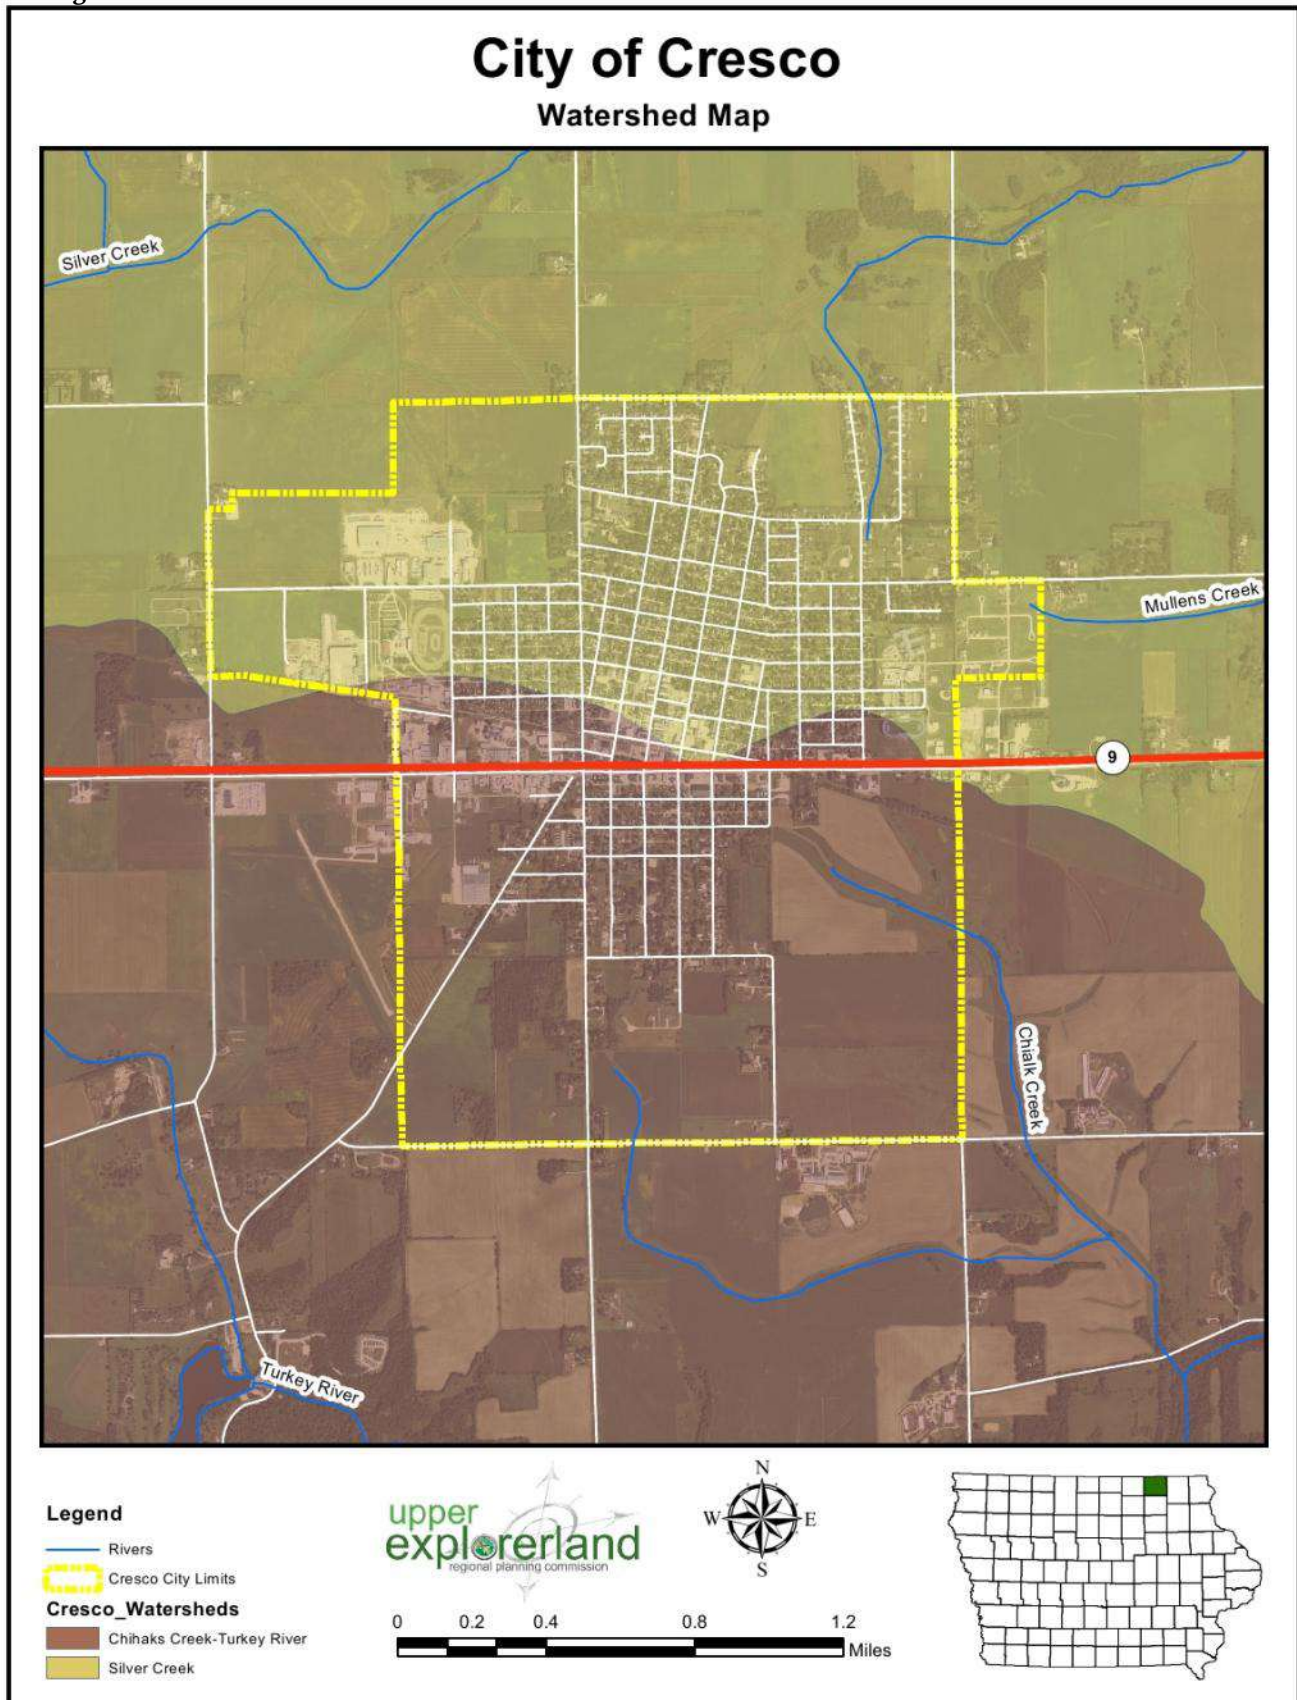 City of Cresco
Watershed Map
Silver Creek
Mullens Creek
9
Chialk Creek
Turkey River
Legend
Rivers
Cresco City Limits
Cresco_Watersheds
Chihaks Creek-Turkey River
Silver Creek
upper
explorerland
regional planning commission
N
W E
S
0 0.2 0.4 0.8 1.2
Miles